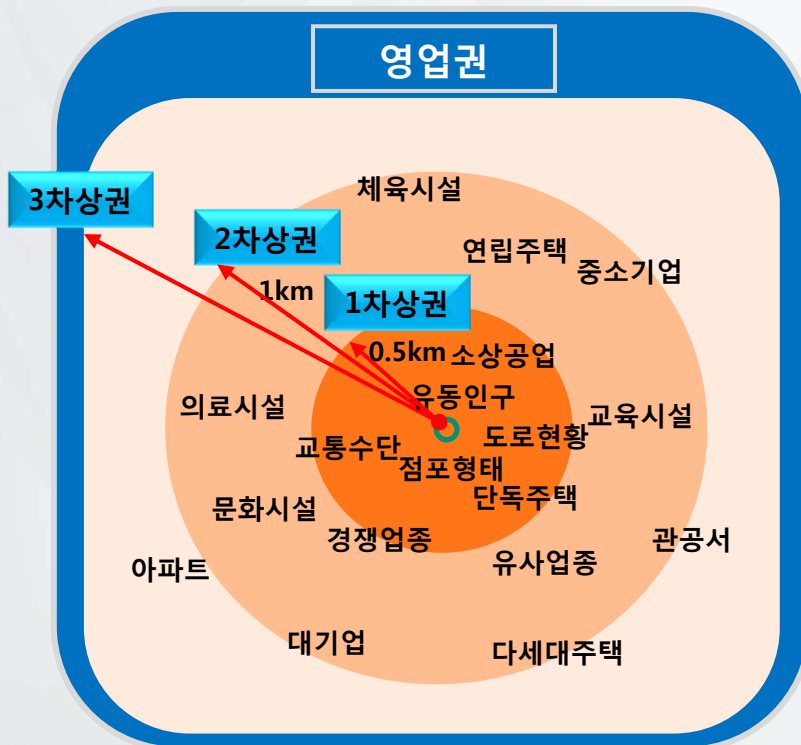 영업권
체육시설
3차상권
2차상권
연립주택
중소기업
1km
1차상권
0.5km
소상공업
유동인구
의료시설
교육시설
도로현황
교통수단
점포형태
단독주택
문화시설
경쟁업종
관공서
유사업종
아파트
대기업
다세대주택